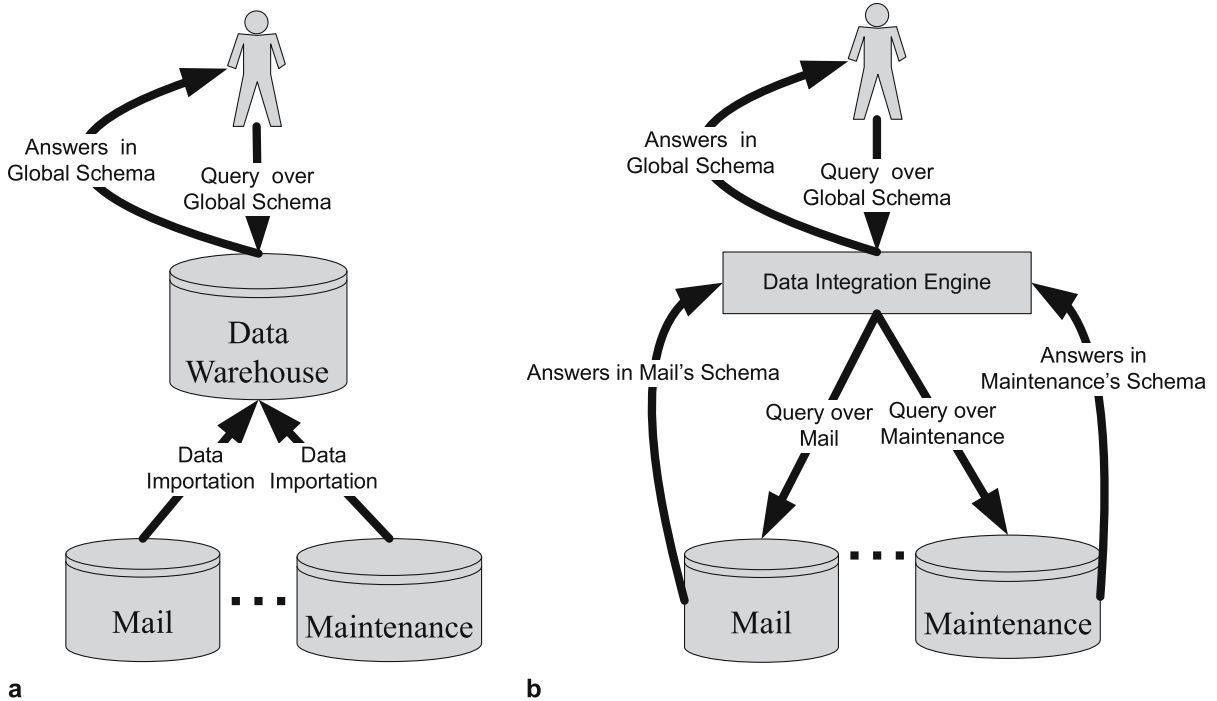 Answers in
Global Schema
Query over
Global Schema
Data
Warehouse
Data
Importation
Data
Importation
Mail
Maintenance
a
Answers in
Global Schema
Query over
Global Schema
Data Integration Engine
Answers in Mail's Schema
Answers in
Maintenance's Schema
Query over
Mail
Query over
Maintenance
Mail
Maintenance
b